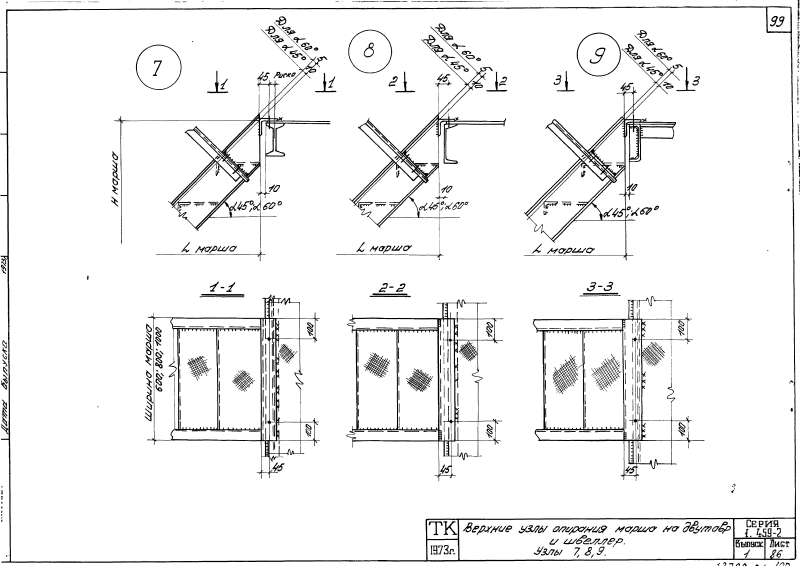 99
7
Для α 60°
Для α 45°
5
10
45
Риска
1
1
8
Для α 60°
Для α 45°
5
10
45
2
2
9
Для α 60°
Для α 45°
5
10
45
3
3
H марша
10
α 45°; α 60°
L марша
10
α 45°; α 60°
L марша
10
α 45°; α 60°
L марша
1-1
2-2
3-3
Ширина марша
600; 800; 1000
100
100
45
100
100
45
100
100
45
Дата выпуска
2
ТК
1973г.
Верхние узлы опирания марша на двутавр
и швеллер.
Узлы 7, 8, 9.
СЕРИЯ
1.459-2
Выпуск
1
Лист
86